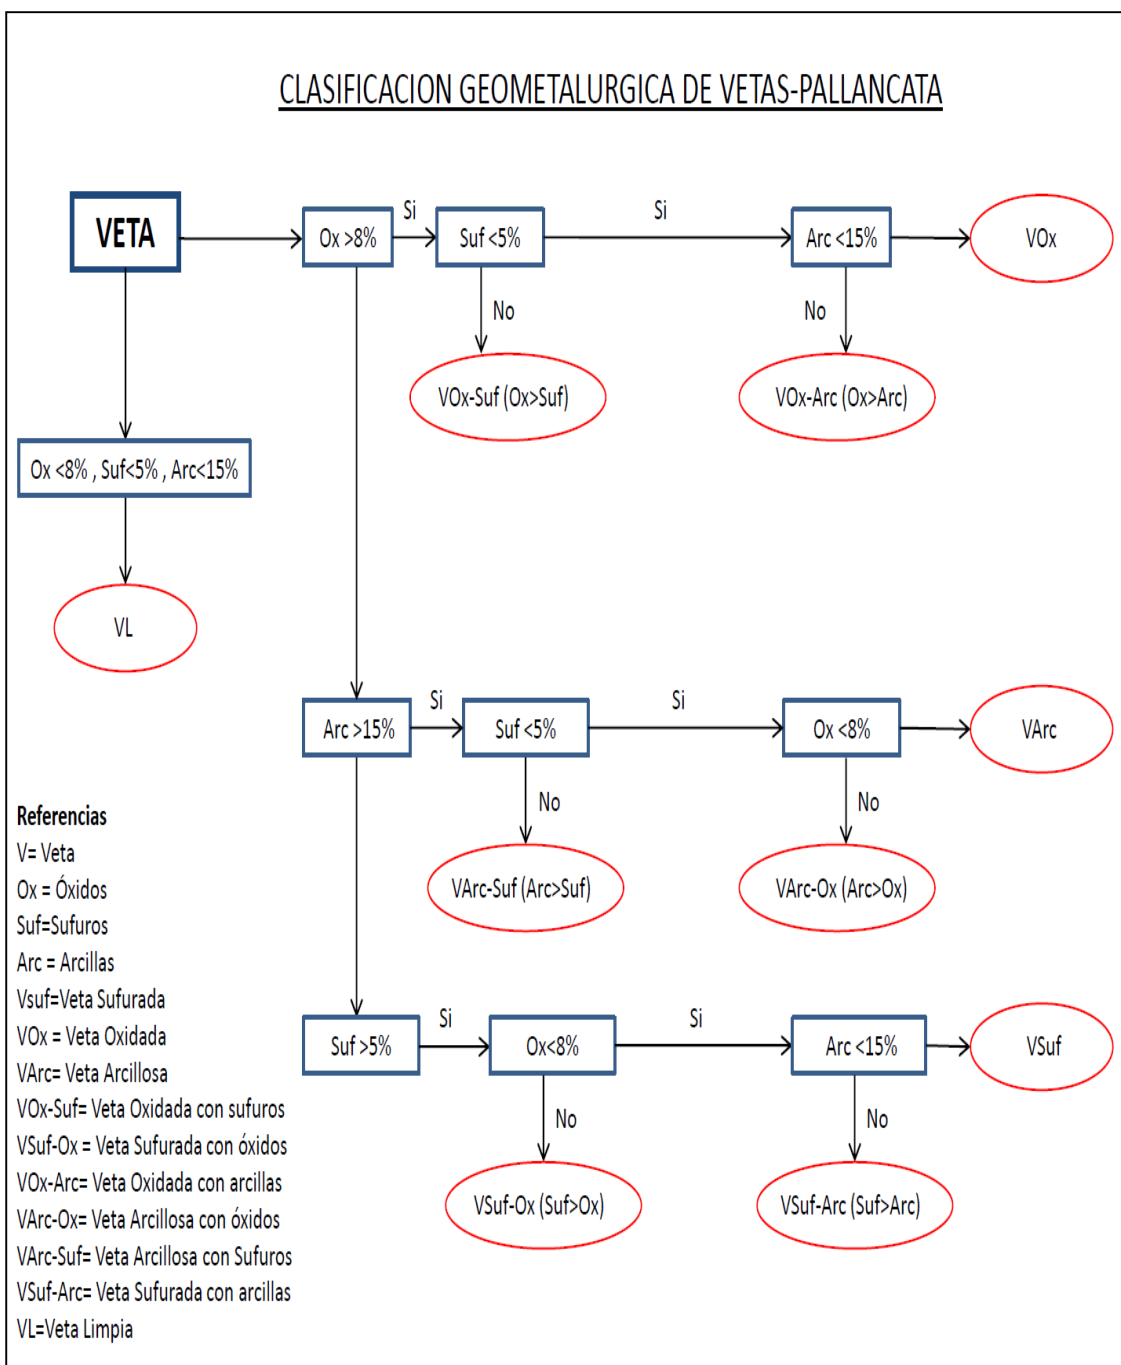 CLASIFICACION GEOMETALURGICA DE VETAS-PALLANCATA
VETA
Ox >8%
Si
Suf <5%
Si
Arc <15%
VOx
No
No
VOx-Suf (Ox>Suf)
VOx-Arc (Ox>Arc)
Ox <8% , Suf<5% , Arc<15%
VL
Arc >15%
Si
Suf <5%
Si
Ox <8%
VArc
No
No
VArc-Suf (Arc>Suf)
VArc-Ox (Arc>Ox)
Suf >5%
Si
Ox<8%
Si
Arc <15%
VSuf
No
No
VSuf-Ox (Suf>Ox)
VSuf-Arc (Suf>Arc)
Referencias
V= Veta
Ox = Óxidos
Suf=Sufuros
Arc = Arcillas
Vsuf=Veta Sufurada
VOx = Veta Oxidada
VArc= Veta Arcillosa
VOx-Suf= Veta Oxidada con sufuros
VSuf-Ox = Veta Sufurada con óxidos
VOx-Arc= Veta Oxidada con arcillas
VArc-Ox= Veta Arcillosa con óxidos
VArc-Suf= Veta Arcillosa con Sufuros
VSuf-Arc= Veta Sufurada con arcillas
VL=Veta Limpia